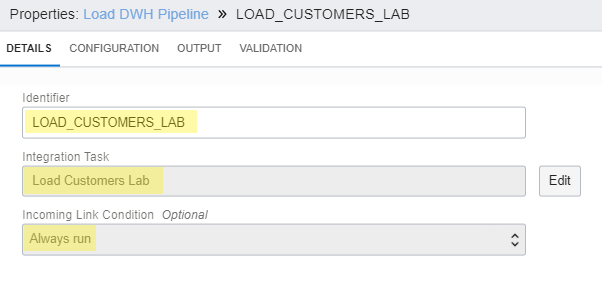 Properties: Load DWH Pipeline » LOAD_CUSTOMERS_LAB
DETAILS CONFIGURATION OUTPUT VALIDATION
Identifier
LOAD_CUSTOMERS_LAB
Integration Task
Load Customers Lab Edit
Incoming Link Condition Optional
Always run